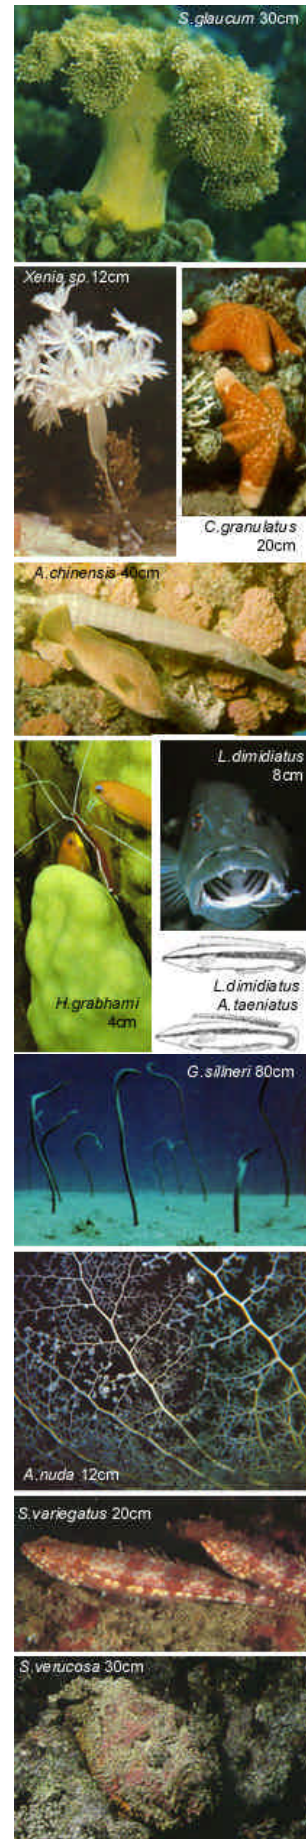 S.glaucum 30cm
Xenia sp.12cm
C.granulatus
20cm
A.chinensis 40cm
L.dimidiatus
8cm
H.grabhami
4cm
L.dimidiatus
A.taeniatus
G.sillneri 80cm
A.nuda 12cm
S.variegatus 20cm
S.verucosa 30cm